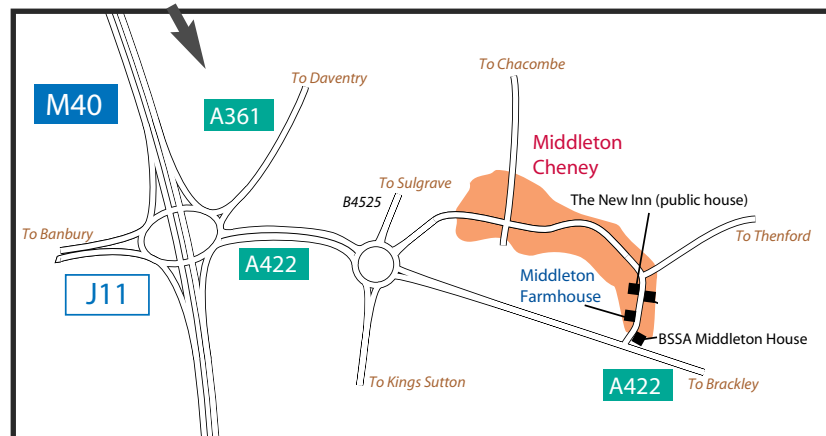 To Chacombe
To Daventry
M40
A361
Middleton
Cheney
To Sulgrave
B4525
The New Inn (public house)
To Banbury
To Thenford
A422
Middleton
Farmhouse
J11
BSSA Middleton House
To Kings Sutton
A422
To Brackley